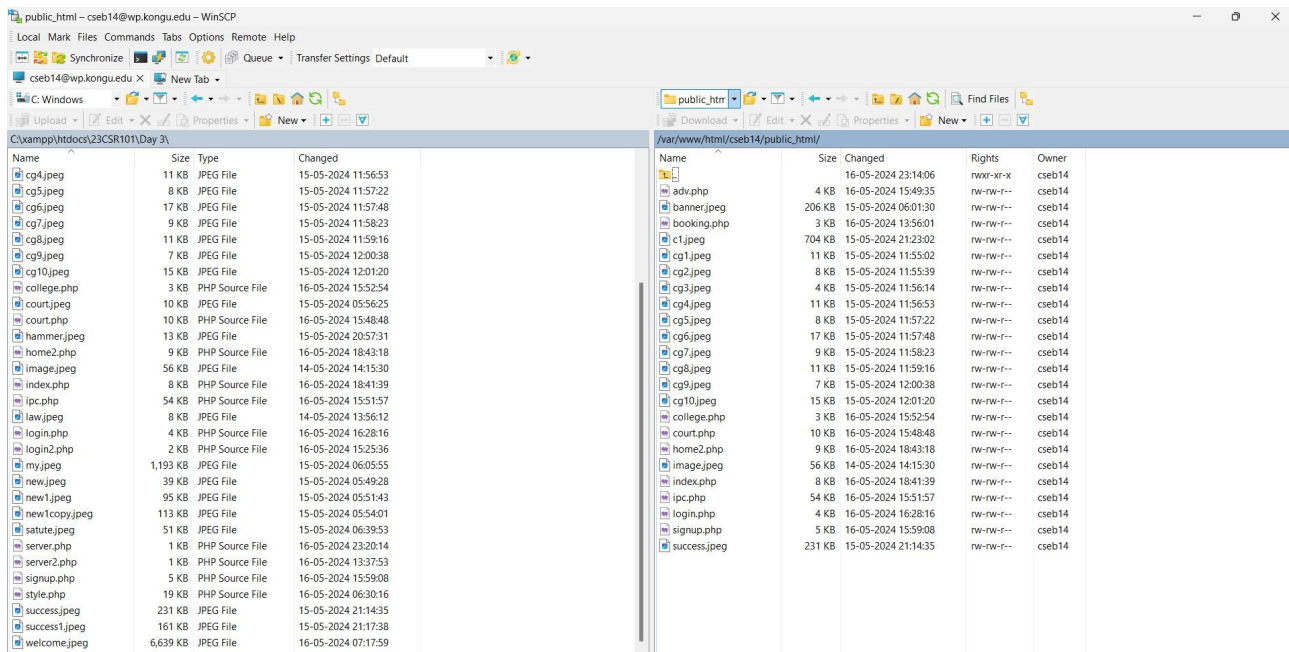 public_html – cseb14@wp.kongu.edu – WinSCP
Local Mark Files Commands Tabs Options Remote Help
Synchronize Queue Transfer Settings Default
cseb14@wp.kongu.edu X New Tab
C: Windows
Upload Edit Properties New
C:\xampp\htdocs\23CSR101\Day 3\
Name Size Type Changed
cg4.jpeg 11 KB JPEG File 15-05-2024 11:56:53
cg5.jpeg 8 KB JPEG File 15-05-2024 11:57:22
cg6.jpeg 17 KB JPEG File 15-05-2024 11:57:48
cg7.jpeg 9 KB JPEG File 15-05-2024 11:58:23
cg8.jpeg 11 KB JPEG File 15-05-2024 11:59:16
cg9.jpeg 7 KB JPEG File 15-05-2024 12:00:38
cg10.jpeg 15 KB JPEG File 15-05-2024 12:01:20
college.php 3 KB PHP Source File 16-05-2024 15:52:54
court.jpeg 10 KB JPEG File 15-05-2024 05:56:25
court.php 10 KB PHP Source File 16-05-2024 15:48:48
hammer.jpeg 13 KB JPEG File 15-05-2024 20:57:31
home2.php 9 KB PHP Source File 16-05-2024 18:43:18
image.jpeg 56 KB JPEG File 14-05-2024 14:15:30
index.php 8 KB PHP Source File 16-05-2024 18:41:39
ipc.php 54 KB PHP Source File 16-05-2024 15:51:57
law.jpeg 8 KB JPEG File 14-05-2024 13:56:12
login.php 4 KB PHP Source File 16-05-2024 16:28:16
login2.php 2 KB PHP Source File 16-05-2024 15:25:36
my.jpeg 1,193 KB JPEG File 15-05-2024 06:05:55
new.jpeg 39 KB JPEG File 15-05-2024 05:49:28
new1.jpeg 95 KB JPEG File 15-05-2024 05:51:43
new1copy.jpeg 113 KB JPEG File 15-05-2024 05:54:01
satute.jpeg 51 KB JPEG File 15-05-2024 06:39:53
server.php 1 KB PHP Source File 16-05-2024 23:20:14
server2.php 1 KB PHP Source File 16-05-2024 13:37:53
signup.php 5 KB PHP Source File 16-05-2024 15:59:08
style.php 19 KB PHP Source File 16-05-2024 06:30:16
success.jpeg 231 KB JPEG File 15-05-2024 21:14:35
success1.jpeg 161 KB JPEG File 15-05-2024 21:17:38
welcome.jpeg 6,639 KB JPEG File 16-05-2024 07:17:59
public_htm Find Files
Download Edit Properties New
/var/www/html/cseb14/public_html/
Name Size Changed Rights Owner
.. 16-05-2024 23:14:06 rwxr-xr-x cseb14
adv.php 4 KB 16-05-2024 15:49:35 rw-rw-r-- cseb14
banner.jpeg 206 KB 15-05-2024 06:01:30 rw-rw-r-- cseb14
booking.php 3 KB 16-05-2024 13:56:01 rw-rw-r-- cseb14
c1.jpeg 704 KB 15-05-2024 21:23:02 rw-rw-r-- cseb14
cg1.jpeg 11 KB 15-05-2024 11:55:02 rw-rw-r-- cseb14
cg2.jpeg 8 KB 15-05-2024 11:55:39 rw-rw-r-- cseb14
cg3.jpeg 4 KB 15-05-2024 11:56:14 rw-rw-r-- cseb14
cg4.jpeg 11 KB 15-05-2024 11:56:53 rw-rw-r-- cseb14
cg5.jpeg 8 KB 15-05-2024 11:57:22 rw-rw-r-- cseb14
cg6.jpeg 17 KB 15-05-2024 11:57:48 rw-rw-r-- cseb14
cg7.jpeg 9 KB 15-05-2024 11:58:23 rw-rw-r-- cseb14
cg8.jpeg 11 KB 15-05-2024 11:59:16 rw-rw-r-- cseb14
cg9.jpeg 7 KB 15-05-2024 12:00:38 rw-rw-r-- cseb14
cg10.jpeg 15 KB 15-05-2024 12:01:20 rw-rw-r-- cseb14
college.php 3 KB 16-05-2024 15:52:54 rw-rw-r-- cseb14
court.php 10 KB 16-05-2024 15:48:48 rw-rw-r-- cseb14
home2.php 9 KB 16-05-2024 18:43:18 rw-rw-r-- cseb14
image.jpeg 56 KB 14-05-2024 14:15:30 rw-rw-r-- cseb14
index.php 8 KB 16-05-2024 18:41:39 rw-rw-r-- cseb14
ipc.php 54 KB 16-05-2024 15:51:57 rw-rw-r-- cseb14
login.php 4 KB 16-05-2024 16:28:16 rw-rw-r-- cseb14
signup.php 5 KB 16-05-2024 15:59:08 rw-rw-r-- cseb14
success.jpeg 231 KB 15-05-2024 21:14:35 rw-rw-r-- cseb14